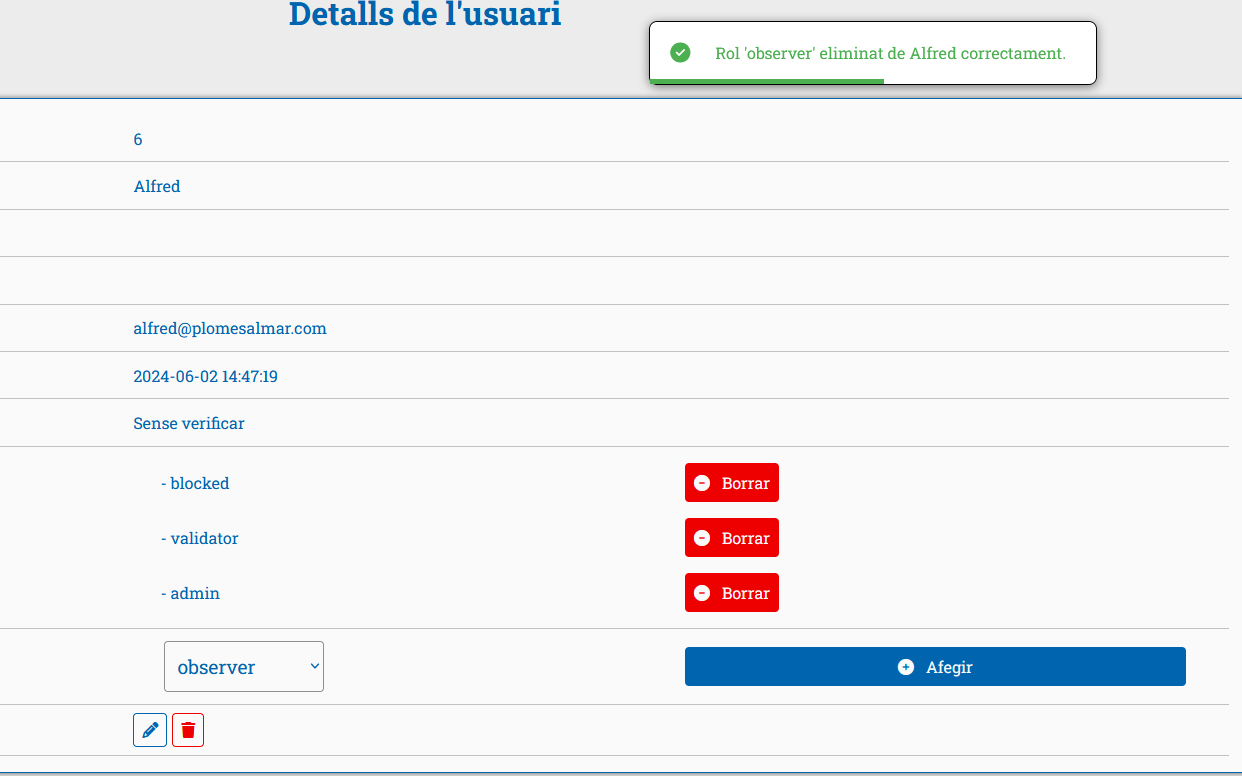 Detalls de l'usuari
Rol 'observer' eliminat de Alfred correctament.
6
Alfred
alfred@plomesalmar.com
2024-06-02 14:47:19
Sense verificar
- blocked
Borrar
- validator
Borrar
- admin
Borrar
observer
Afegir